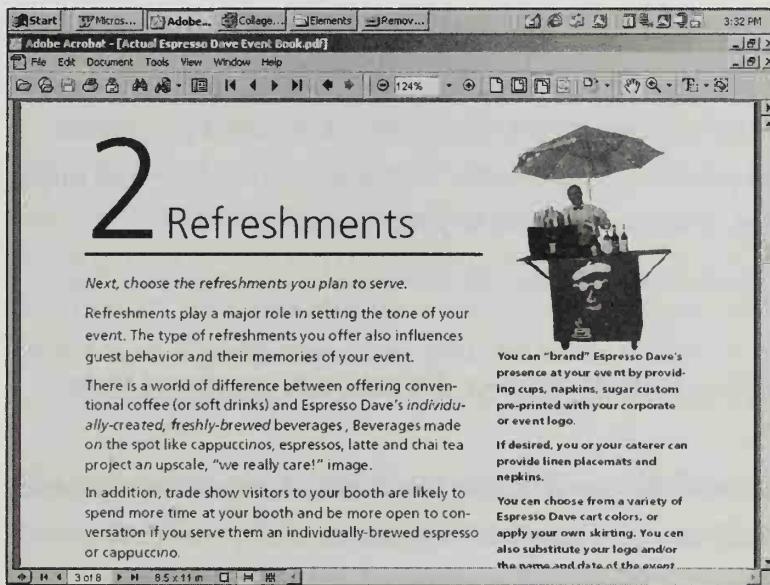 Start Micros... Adobe... Collage... Elements Remov... 3:32 PM
Adobe Acrobat - [Actual Espresso Dave Event Book.pdf]
File Edit Document Tools View Window Help
124%
2 Refreshments
Next, choose the refreshments you plan to serve.
Refreshments play a major role in setting the tone of your
event. The type of refreshments you offer also influences
guest behavior and their memories of your event.
There is a world of difference between offering conven-
tional coffee (or soft drinks) and Espresso Dave's individu-
ally-created, freshly-brewed beverages , Beverages made
on the spot like cappuccinos, espressos, latte and chai tea
project an upscale, "we really care!" image.
In addition, trade show visitors to your booth are likely to
spend more time at your booth and be more open to con-
versation if you serve them an individually-brewed espresso
or cappuccino.
You can "brand" Espresso Dave's
presence at your event by provid-
ing cups, napkins, sugar custom
pre-printed with your corporate
or event logo.
If desired, you or your caterer can
provide linen placemats and
nepkins.
You cen choose from a variety of
Espresso Dave cart colors, or
apply your own skirting. You can
also substitute your logo and/or
the name and date of the event
3 of 8 8.5 x 11 in